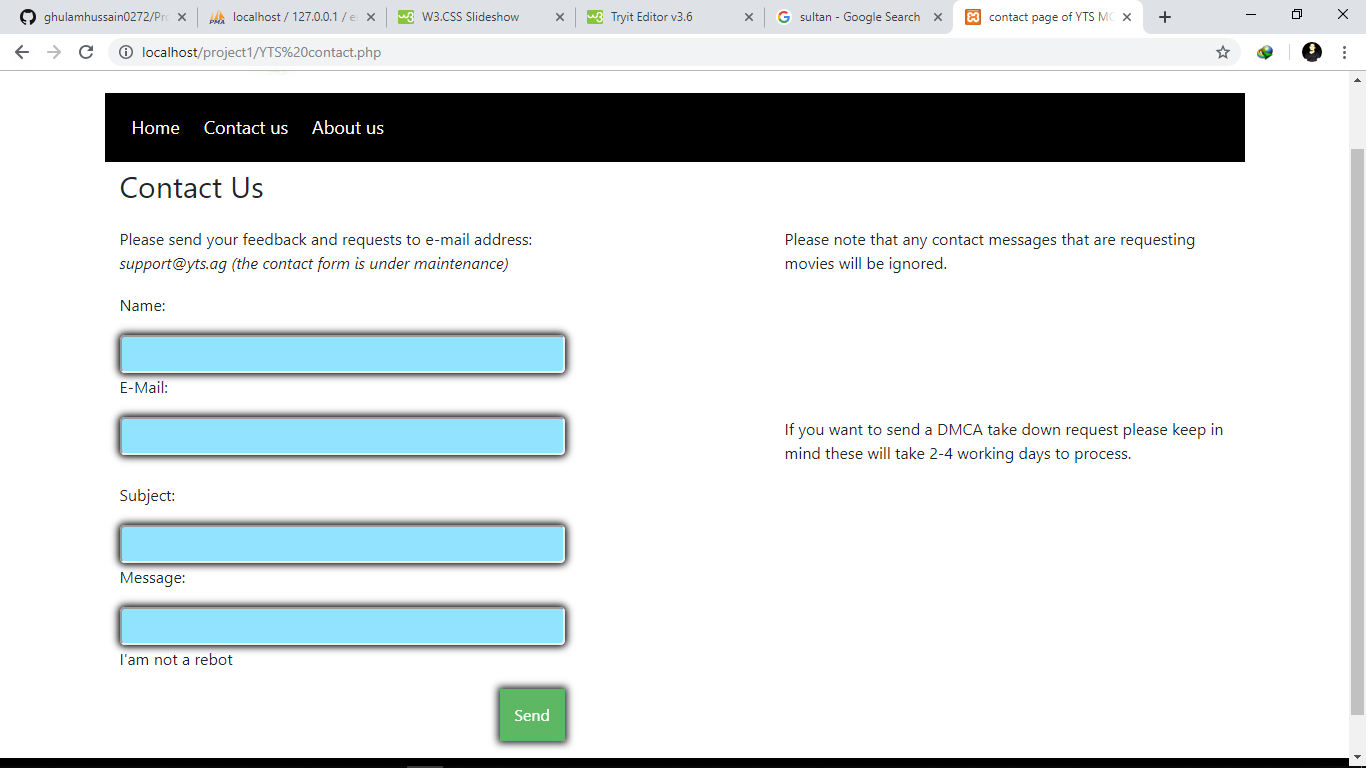 ghulamhussain0272/Pro
localhost / 127.0.0.1 / e
W3.CSS Slideshow
Tryit Editor v3.6
sultan - Google Search
contact page of YTS MO
localhost/project1/YTS%20contact.php
Home Contact us About us
Contact Us
Please send your feedback and requests to e-mail address:
support@yts.ag (the contact form is under maintenance)
Please note that any contact messages that are requesting
movies will be ignored.
Name:
E-Mail:
If you want to send a DMCA take down request please keep in
mind these will take 2-4 working days to process.
Subject:
Message:
I'am not a rebot
Send